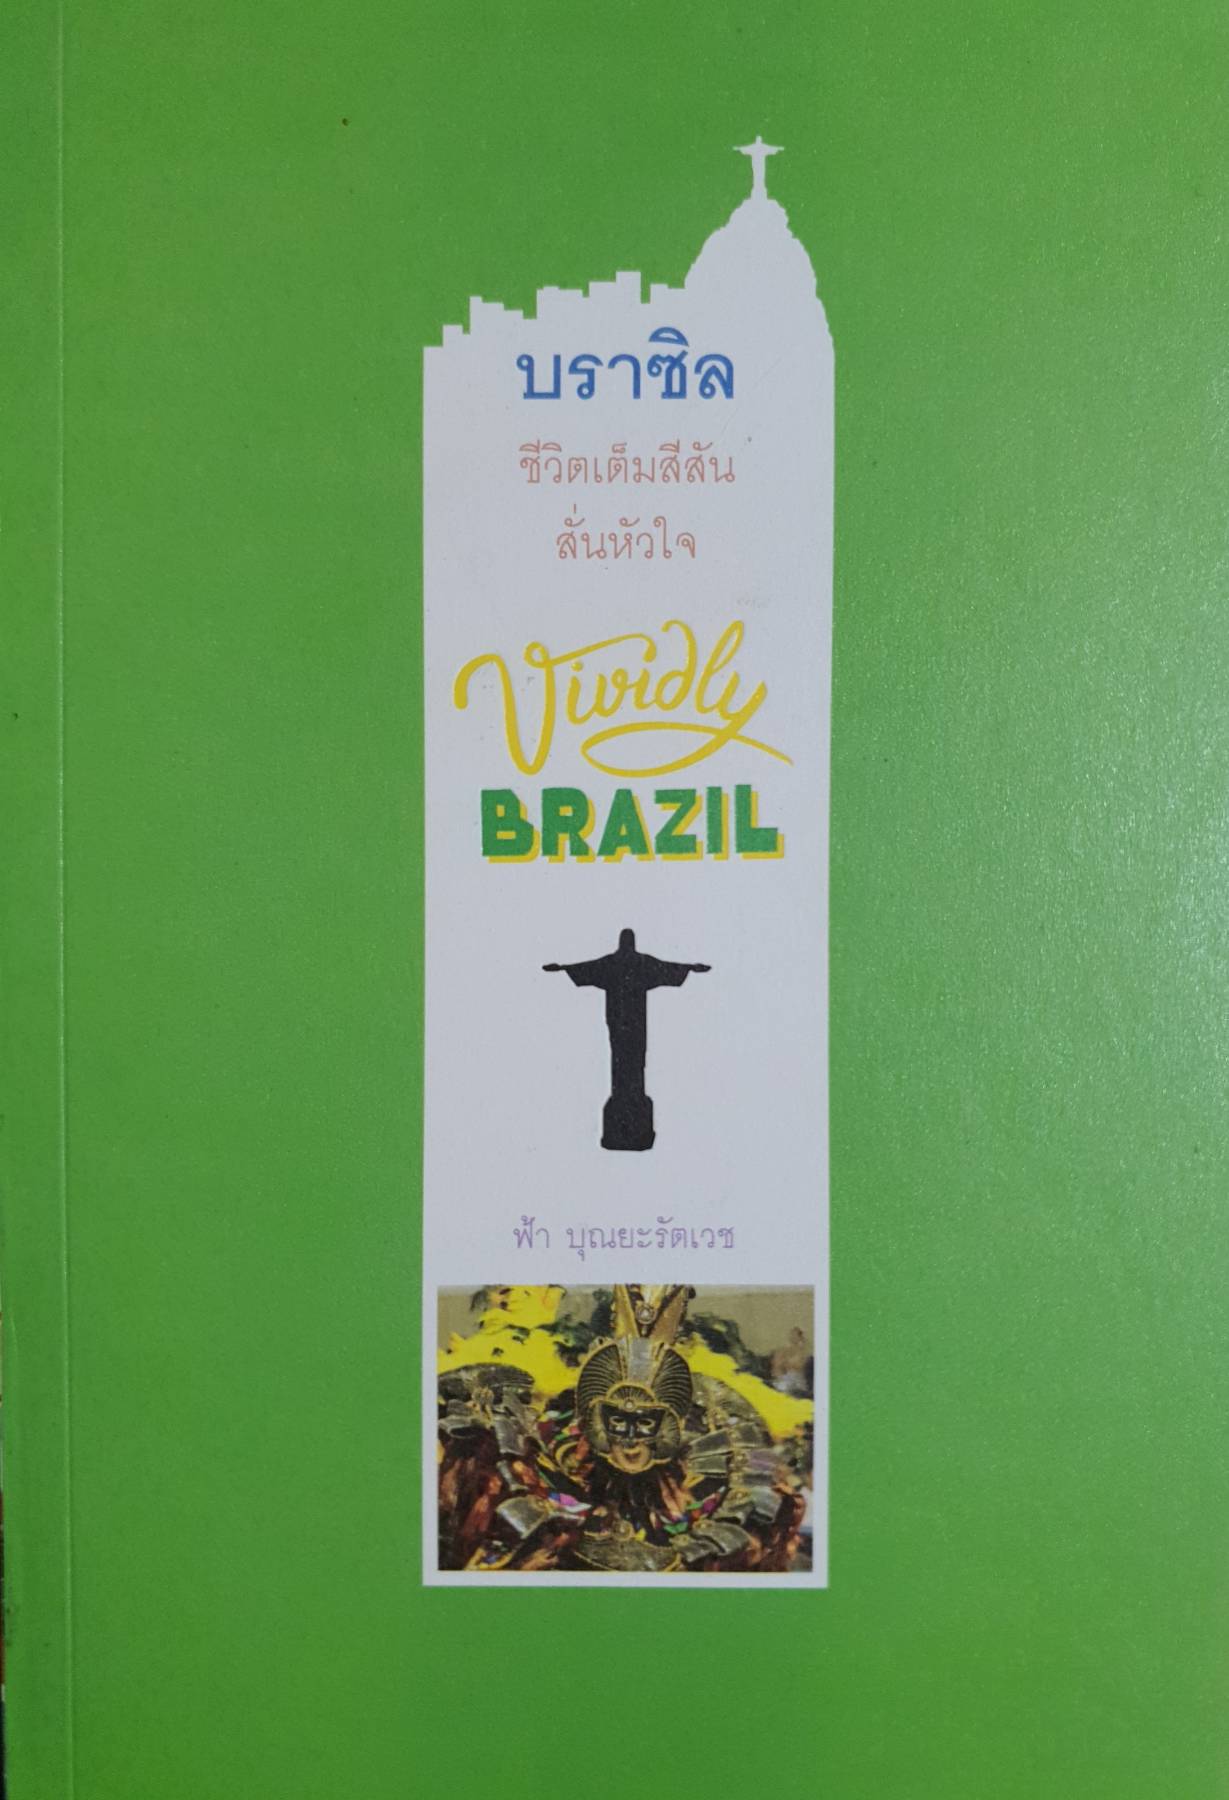 บราซิล
ชีวิตเต็มสีสัน
สั่นหัวใจ
Vividly
BRAZIL
ฟ้า บุณยะรัตเวช